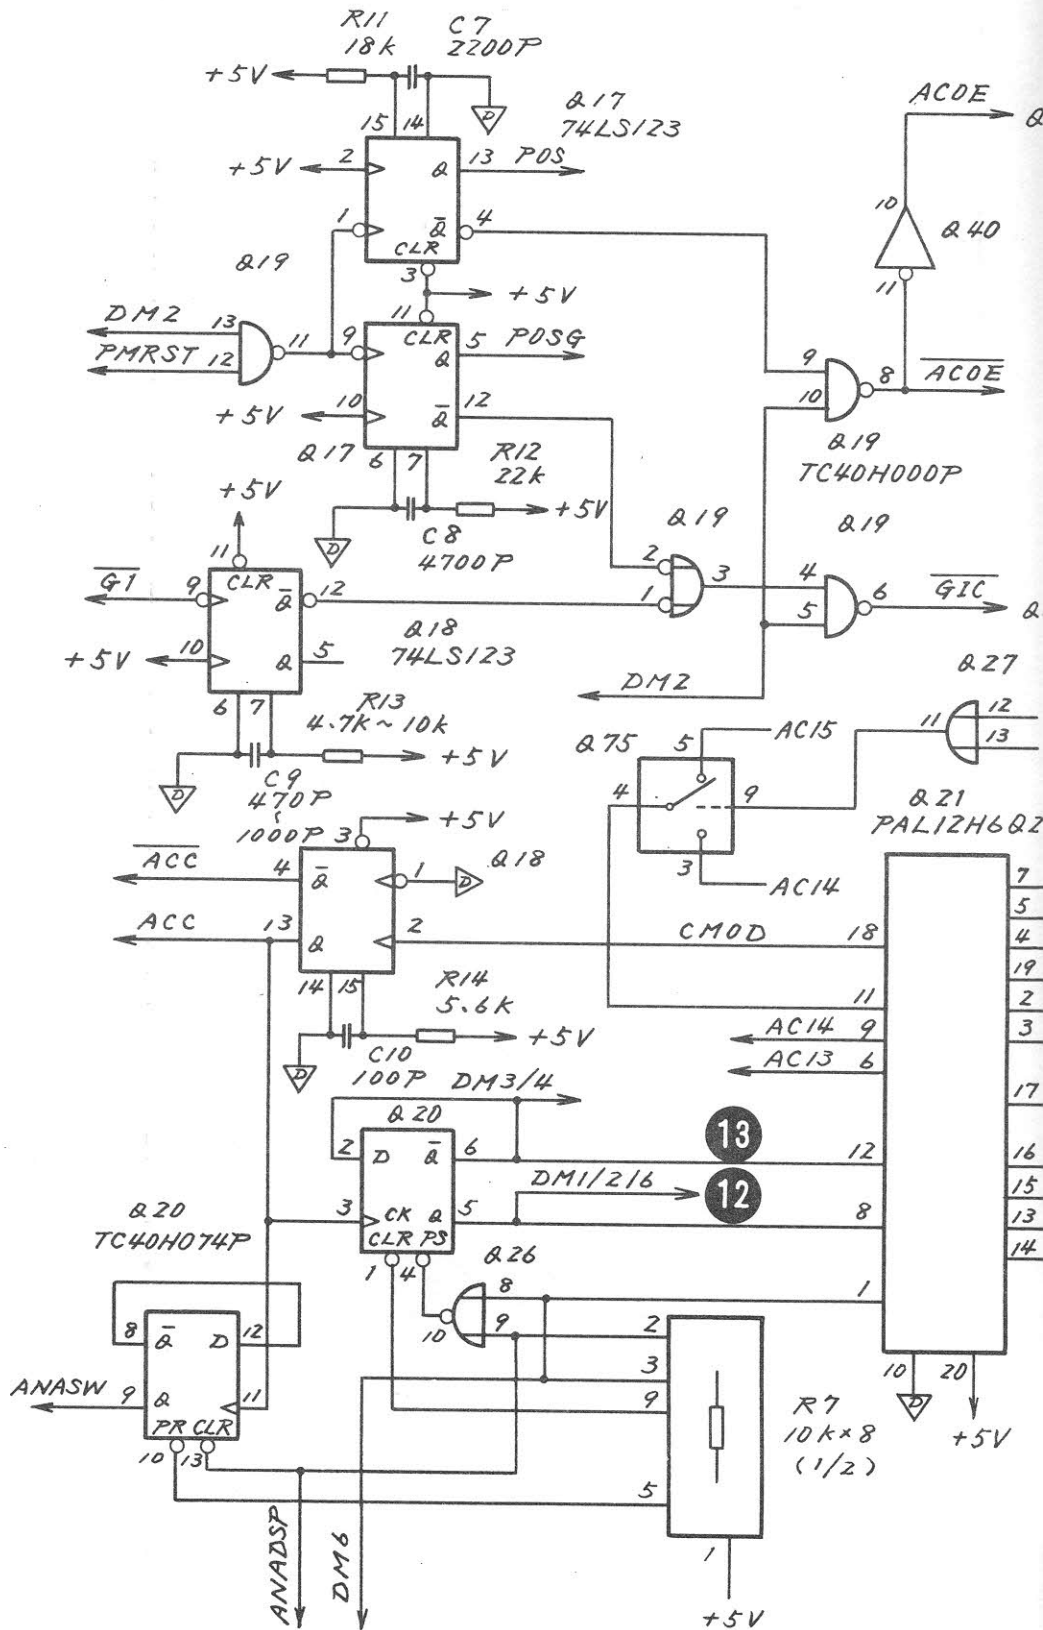 R11
18K
C7
2200P
+5V
15
14
Q17
74LS123
ACOE
Q
+5V
2
Q
13
POS
1
Q̅
4
CLR
3
10
Q40
11
Q19
+5V
DM2
13
PMRST
12
11
11
9
CLR
Q
5
POSG
+5V
10
Q̅
12
9
10
8
ACOE
Q19
TC40H000P
Q17
6
7
R12
22K
+5V
D
C8
4700P
+5V
Q19
Q19
11
CLR
G1
9
Q̅
12
2
1
3
4
5
6
GIC
Q
Q18
74LS123
+5V
10
Q
5
DM2
Q27
6
7
R13
4.7K~10K
+5V
D
C9
470P
~
1000P
Q75
5
AC15
11
12
13
4
9
3
AC14
Q21
PAL12H6Q2
3
+5V
ACC
4
Q̅
1
D
Q18
ACC
13
Q
2
CMOD
18
7
5
4
19
2
3
17
16
15
13
14
14
15
R14
5.6K
+5V
D
C10
100P
11
AC14
9
AC13
6
DM3/4
Q20
2
D
Q̅
6
13
12
DM1/2/6
12
3
CK
Q
5
8
CLR
PS
1
4
Q20
TC40H074P
Q26
8
9
10
1
8
Q̅
D
12
ANASW
9
Q
11
PR
CLR
10
13
2
3
9
5
R7
10K×8
(1/2)
1
+5V
10
D
20
+5V
ANADSP
DM6